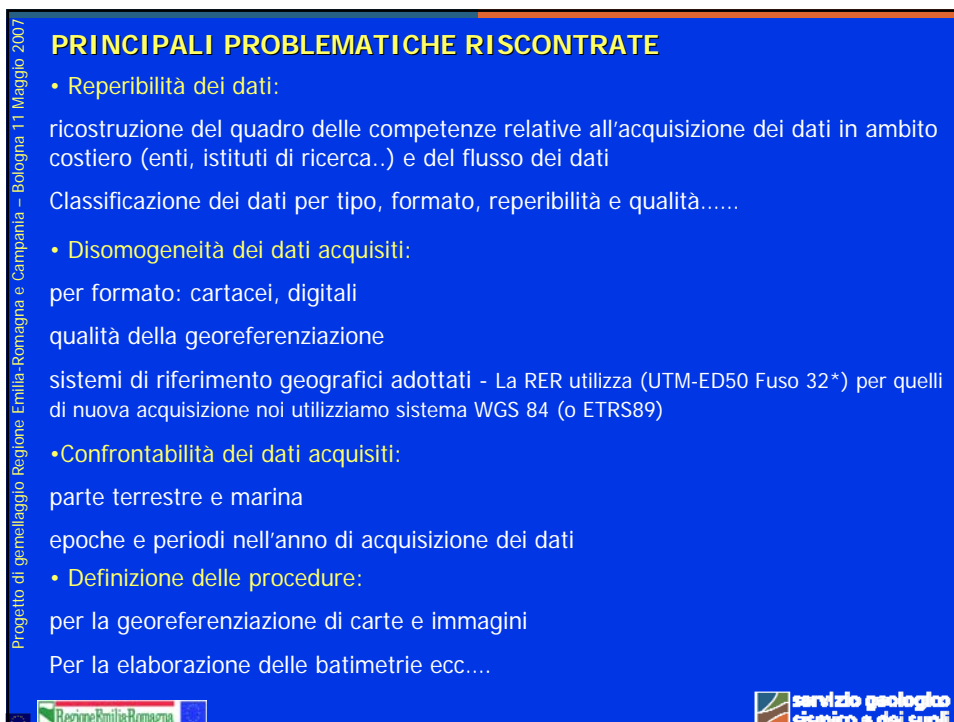 Progetto di gemellaggio Regione Emilia-Romagna e Campania – Bologna 11 Maggio 2007
PRINCIPALI PROBLEMATICHE RISCONTRATE
• Reperibilità dei dati:
ricostruzione del quadro delle competenze relative all'acquisizione dei dati in ambito
costiero (enti, istituti di ricerca..) e del flusso dei dati
Classificazione dei dati per tipo, formato, reperibilità e qualità......
• Disomogeneità dei dati acquisiti:
per formato: cartacei, digitali
qualità della georeferenziazione
sistemi di riferimento geografici adottati - La RER utilizza (UTM-ED50 Fuso 32*) per quelli
di nuova acquisizione noi utilizziamo sistema WGS 84 (o ETRS89)
•Confrontabilità dei dati acquisiti:
parte terrestre e marina
epoche e periodi nell'anno di acquisizione dei dati
• Definizione delle procedure:
per la georeferenziazione di carte e immagini
Per la elaborazione delle batimetrie ecc....
RegioneEmiliaRomagna
servizio geologico
sismico e dei suoli